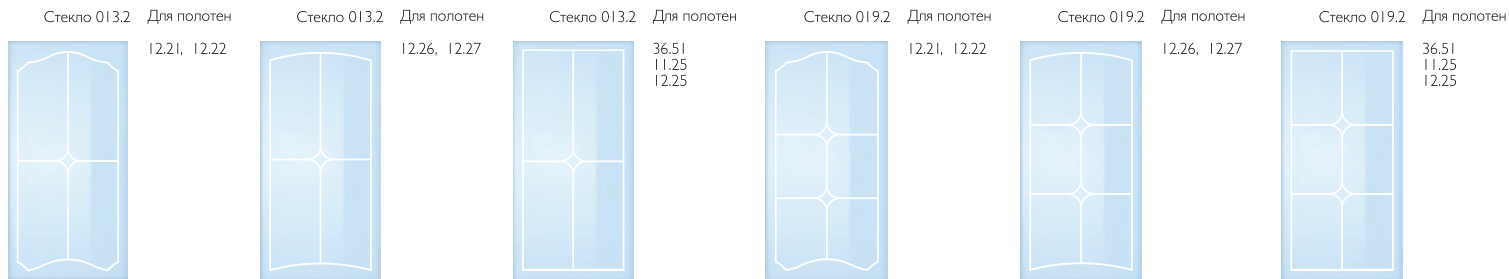 Стекло 013.2
Для полотен
12.21, 12.22
Стекло 013.2
Для полотен
12.26, 12.27
Стекло 013.2
Для полотен
36.51
11.25
12.25
Стекло 019.2
Для полотен
12.21, 12.22
Стекло 019.2
Для полотен
12.26, 12.27
Стекло 019.2
Для полотен
36.51
11.25
12.25